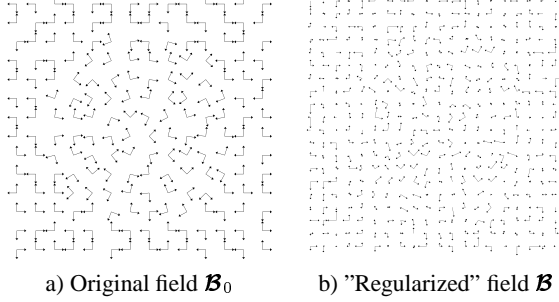 a) Original field 𝓑₀
b) "Regularized" field 𝓑